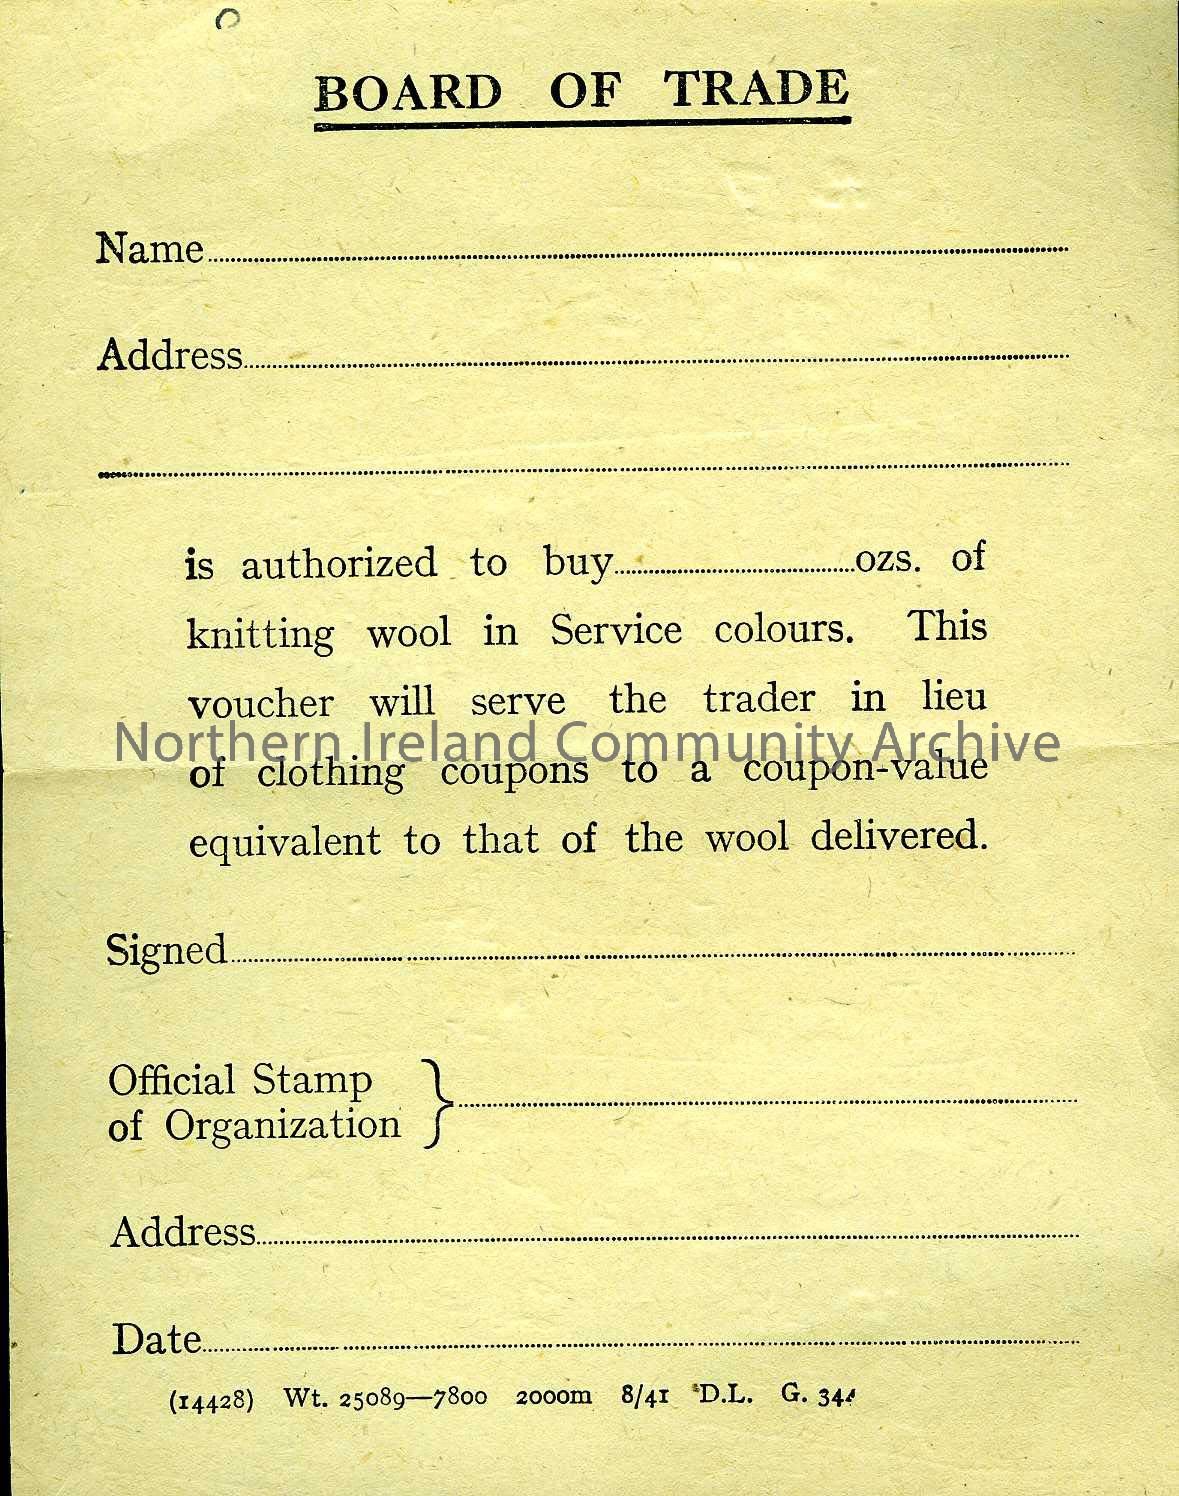 BOARD OF TRADE
Name
Address
is authorized to buy ozs. of
knitting wool in Service colours. This
voucher will serve the trader in lieu
Northern Ireland Community Archive
of clothing coupons to a coupon-value
equivalent to that of the wool delivered.
Signed
Official Stamp
of Organization
Address
Date
(14428) Wt. 25089—7800 2000m 8/41 D.L. G. 344